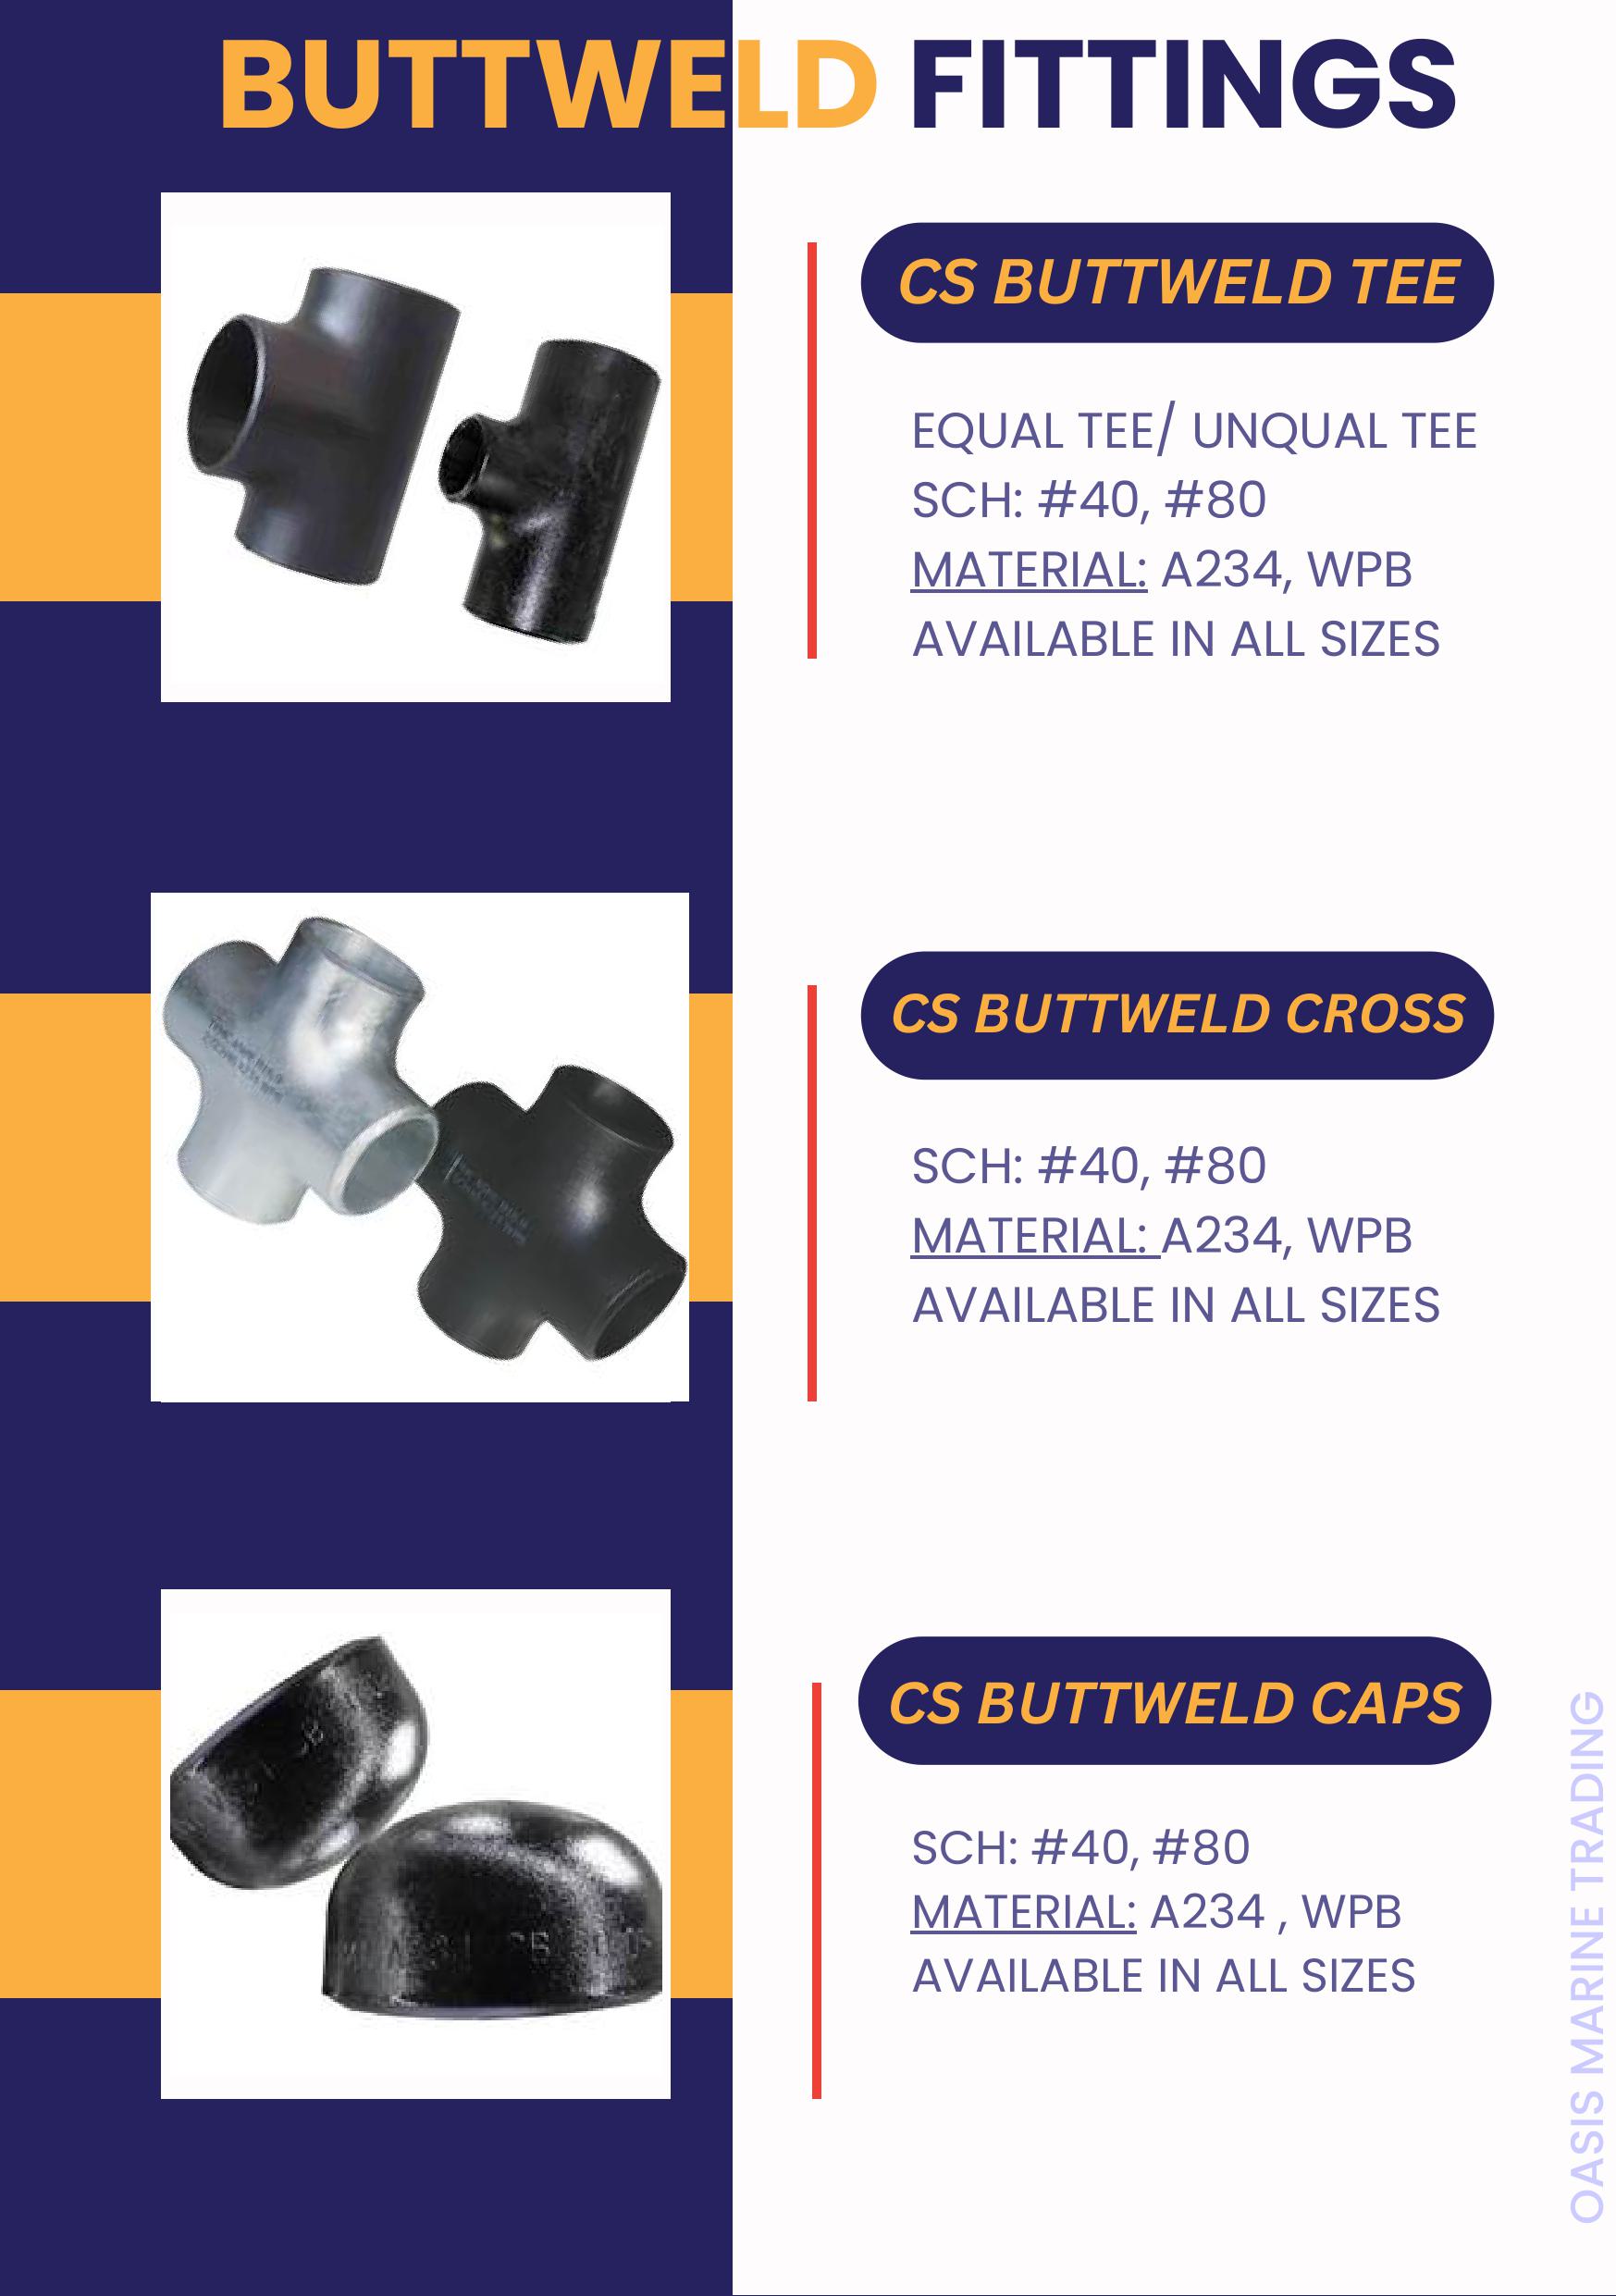 BUTTWELD FITTINGS
CS BUTTWELD TEE
EQUAL TEE/ UNQUAL TEE
SCH: #40, #80
MATERIAL: A234, WPB
AVAILABLE IN ALL SIZES
CS BUTTWELD CROSS
SCH: #40, #80
MATERIAL: A234, WPB
AVAILABLE IN ALL SIZES
CS BUTTWELD CAPS
SCH: #40, #80
MATERIAL: A234 , WPB
AVAILABLE IN ALL SIZES
OASIS MARINE TRADING